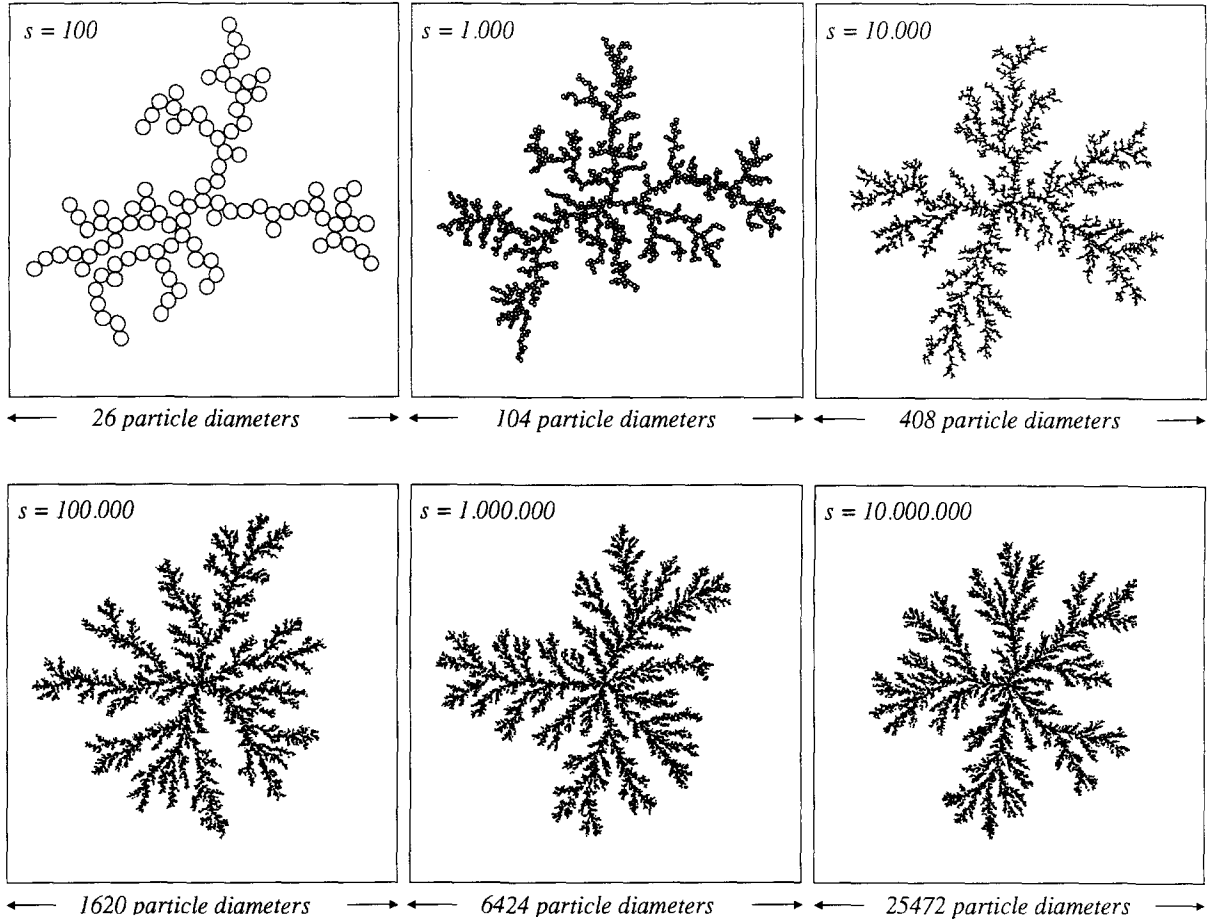 s = 100
s = 1.000
s = 10.000
26 particle diameters
104 particle diameters
408 particle diameters
s = 100.000
s = 1.000.000
s = 10.000.000
1620 particle diameters
6424 particle diameters
25472 particle diameters